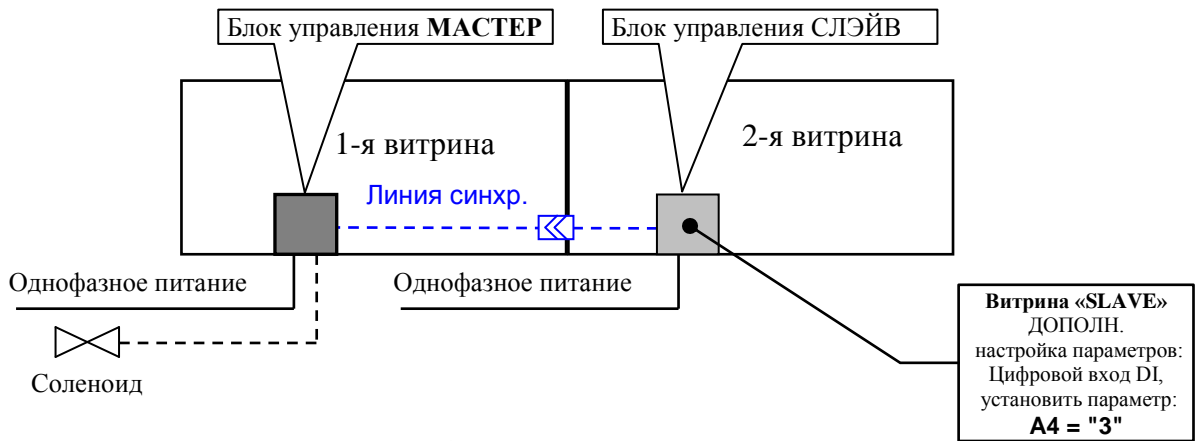 Блок управления МАСТЕР
Блок управления СЛЭЙВ
1-я витрина
2-я витрина
Линия синхр.
Однофазное питание
Однофазное питание
Соленоид
Витрина «SLAVE»
ДОПОЛН.
настройка параметров:
Цифровой вход DI,
установить параметр:
A4 = "3"